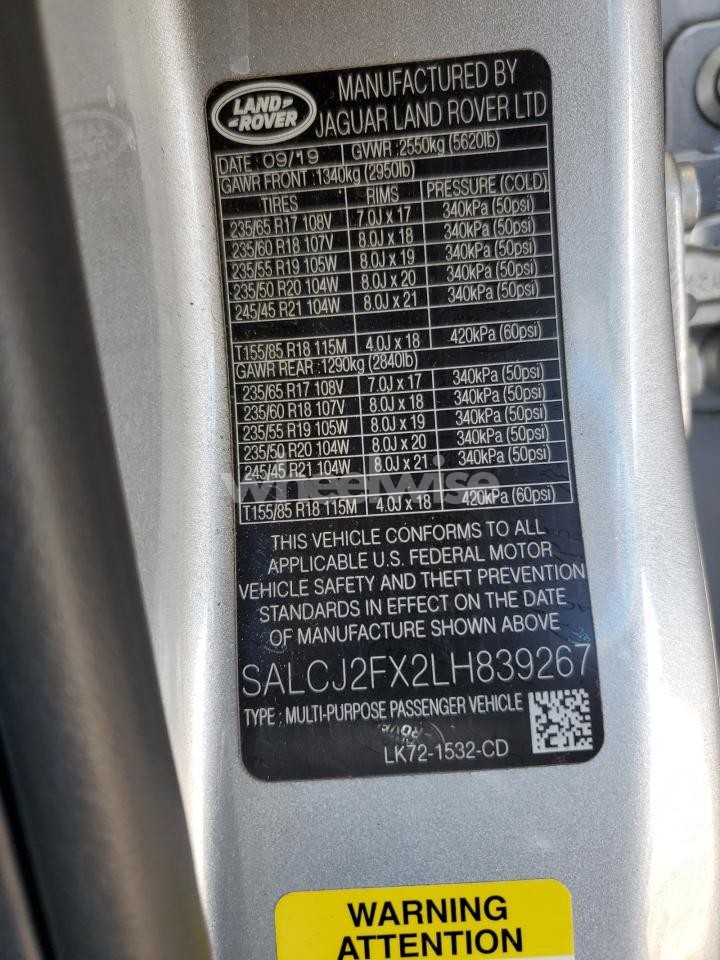 LAND-
-ROVER
MANUFACTURED BY
JAGUAR LAND ROVER LTD
DATE : 09/19 GVWR : 2550kg (5620lb)
GAWR FRONT : 1340kg (2950lb)
TIRES RIMS PRESSURE (COLD)
235/65 R17 108V 7.0J x 17 340kPa (50psi)
235/60 R18 107V 8.0J x 18 340kPa (50psi)
235/55 R19 105W 8.0J x 19 340kPa (50psi)
235/50 R20 104W 8.0J x 20 340kPa (50psi)
245/45 R21 104W 8.0J x 21 340kPa (50psi)
T155/85 R18 115M 4.0J x 18 420kPa (60psi)
GAWR REAR : 1290kg (2840lb)
235/65 R17 108V 7.0J x 17 340kPa (50psi)
235/60 R18 107V 8.0J x 18 340kPa (50psi)
235/55 R19 105W 8.0J x 19 340kPa (50psi)
235/50 R20 104W 8.0J x 20 340kPa (50psi)
245/45 R21 104W 8.0J x 21 340kPa (50psi)
wheelwise
T155/85 R18 115M 4.0J x 18 420kPa (60psi)
THIS VEHICLE CONFORMS TO ALL
APPLICABLE U.S. FEDERAL MOTOR
VEHICLE SAFETY AND THEFT PREVENTION
STANDARDS IN EFFECT ON THE DATE
OF MANUFACTURE SHOWN ABOVE
SALCJ2FX2LH839267
TYPE : MULTI-PURPOSE PASSENGER VEHICLE
LK72-1532-CD
WARNING
ATTENTION